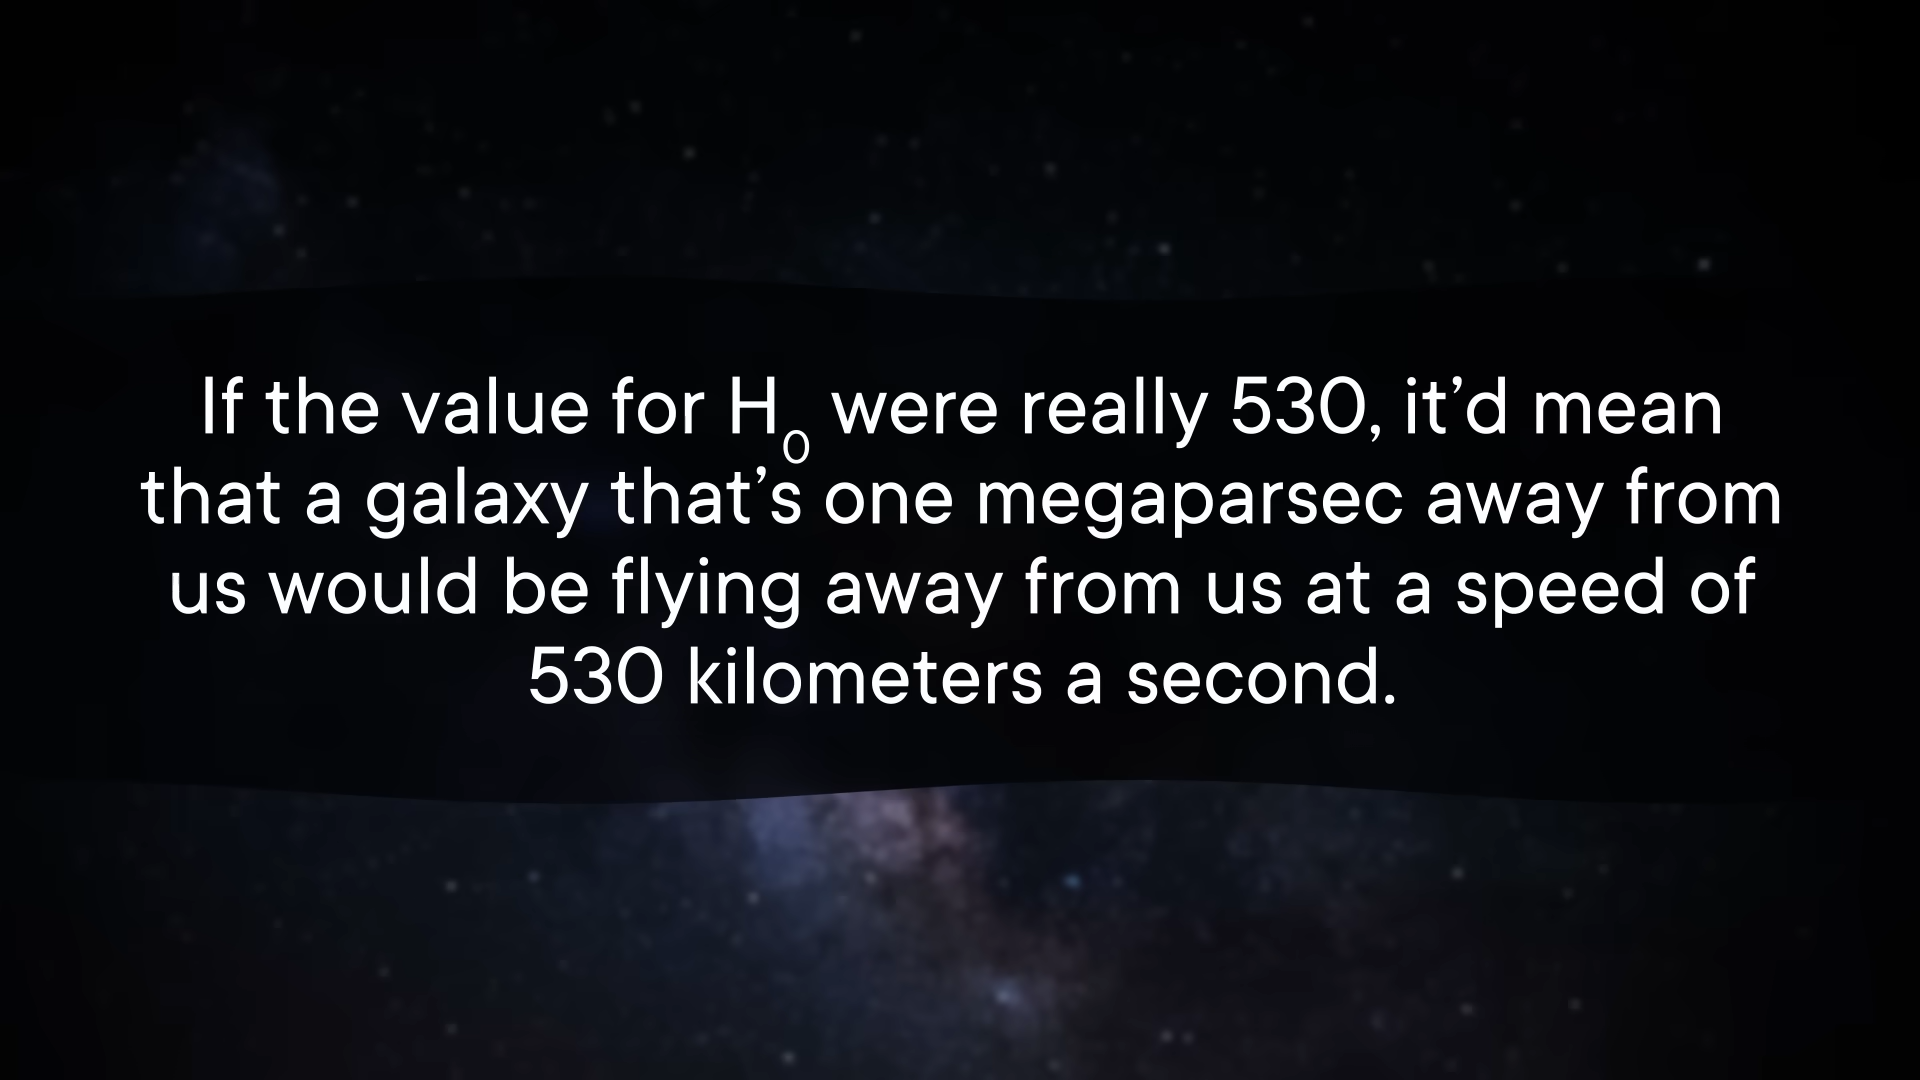 If the value for H₀ were really 530, it’d mean
that a galaxy that’s one megaparsec away from
us would be flying away from us at a speed of
530 kilometers a second.